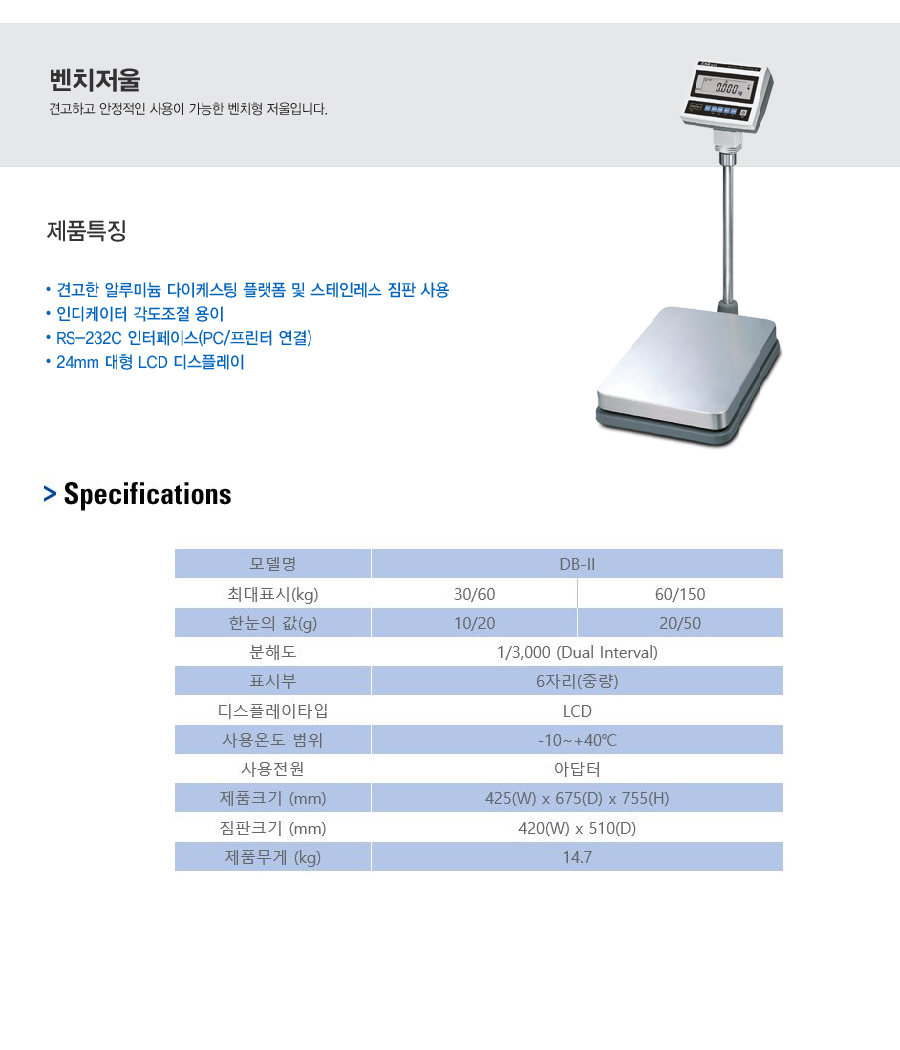 벤치저울
견고하고 안정적인 사용이 가능한 벤치형 저울입니다.
CAS
0.000 kg
제품특징
• 견고한 알루미늄 다이케스팅 플랫폼 및 스테인레스 짐판 사용
• 인디케이터 각도조절 용이
• RS-232C 인터페이스(PC/프린터 연결)
• 24mm 대형 LCD 디스플레이
> Specifications
모델명 DB-II
최대표시(kg) 30/60 60/150
한눈의 값(g) 10/20 20/50
분해도 1/3,000 (Dual Interval)
표시부 6자리(중량)
디스플레이타입 LCD
사용온도 범위 -10~+40℃
사용전원 아답터
제품크기 (mm) 425(W) x 675(D) x 755(H)
짐판크기 (mm) 420(W) x 510(D)
제품무게 (kg) 14.7